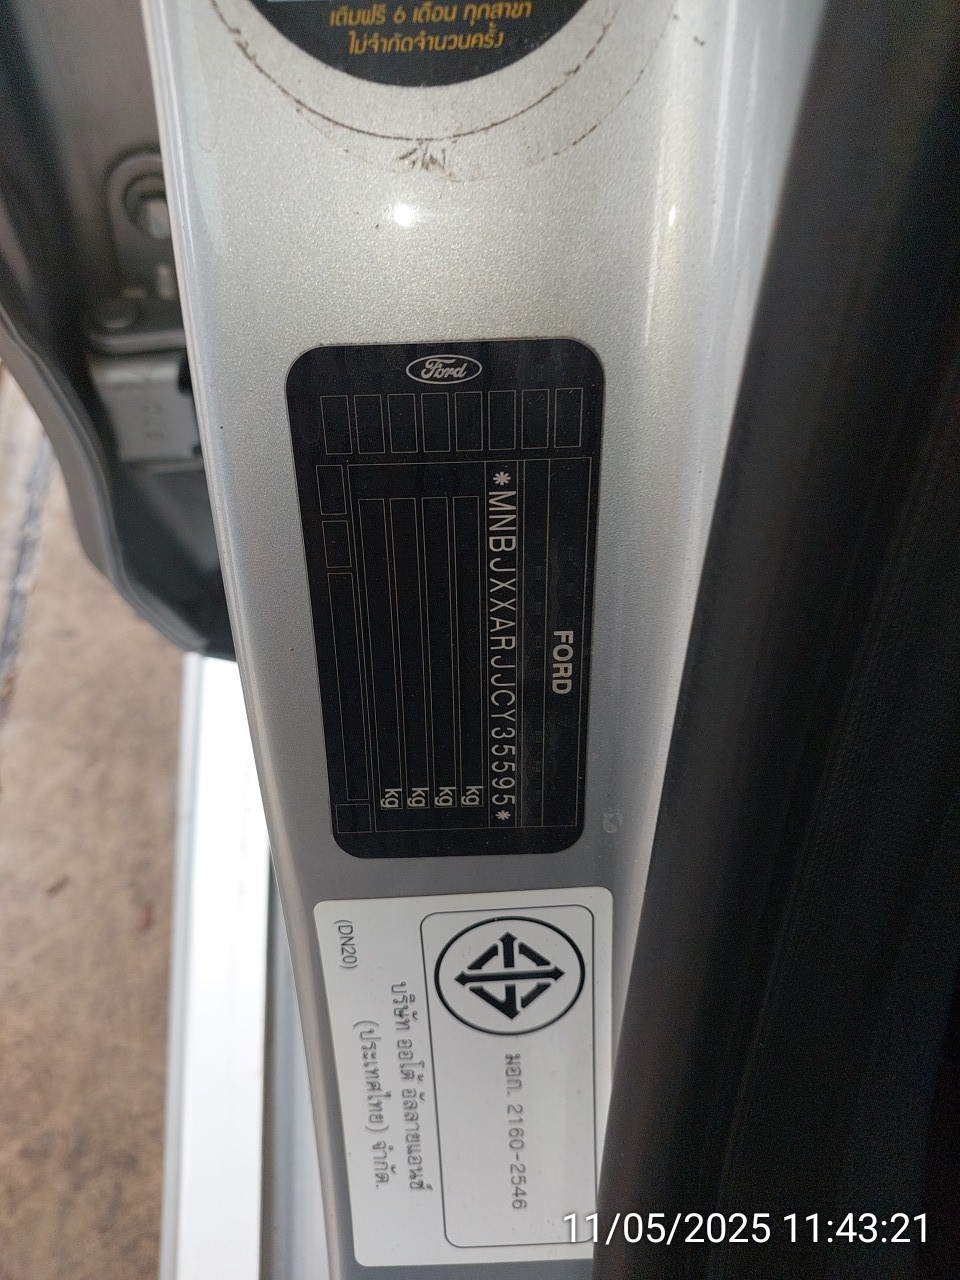 เติมฟรี 6 เดือน ทุกสาขา
ไม่จำกัดจำนวนครั้ง
Ford
FORD
*MNBJXXARJJCY35595*
kg
kg
kg
kg
มอก. 2160-2546
บริษัท ออโต้ อัลลายแอนซ์
(ประเทศไทย) จำกัด.
(DN20)
11/05/2025 11:43:21